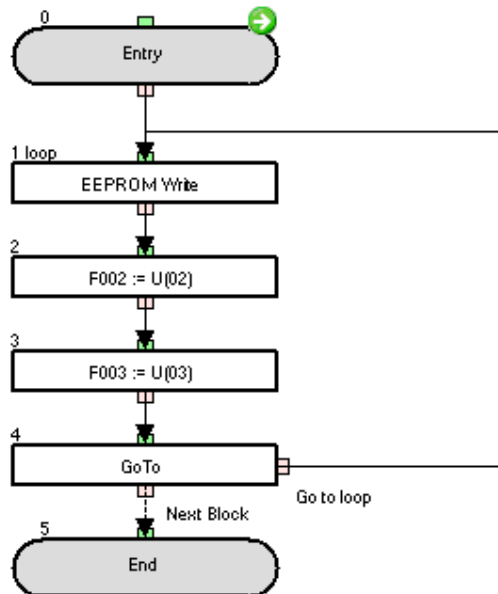 0
Entry
1 loop
EEPROM Write
2
F002 := U(02)
3
F003 := U(03)
4
GoTo
Go to loop
Next Block
5
End